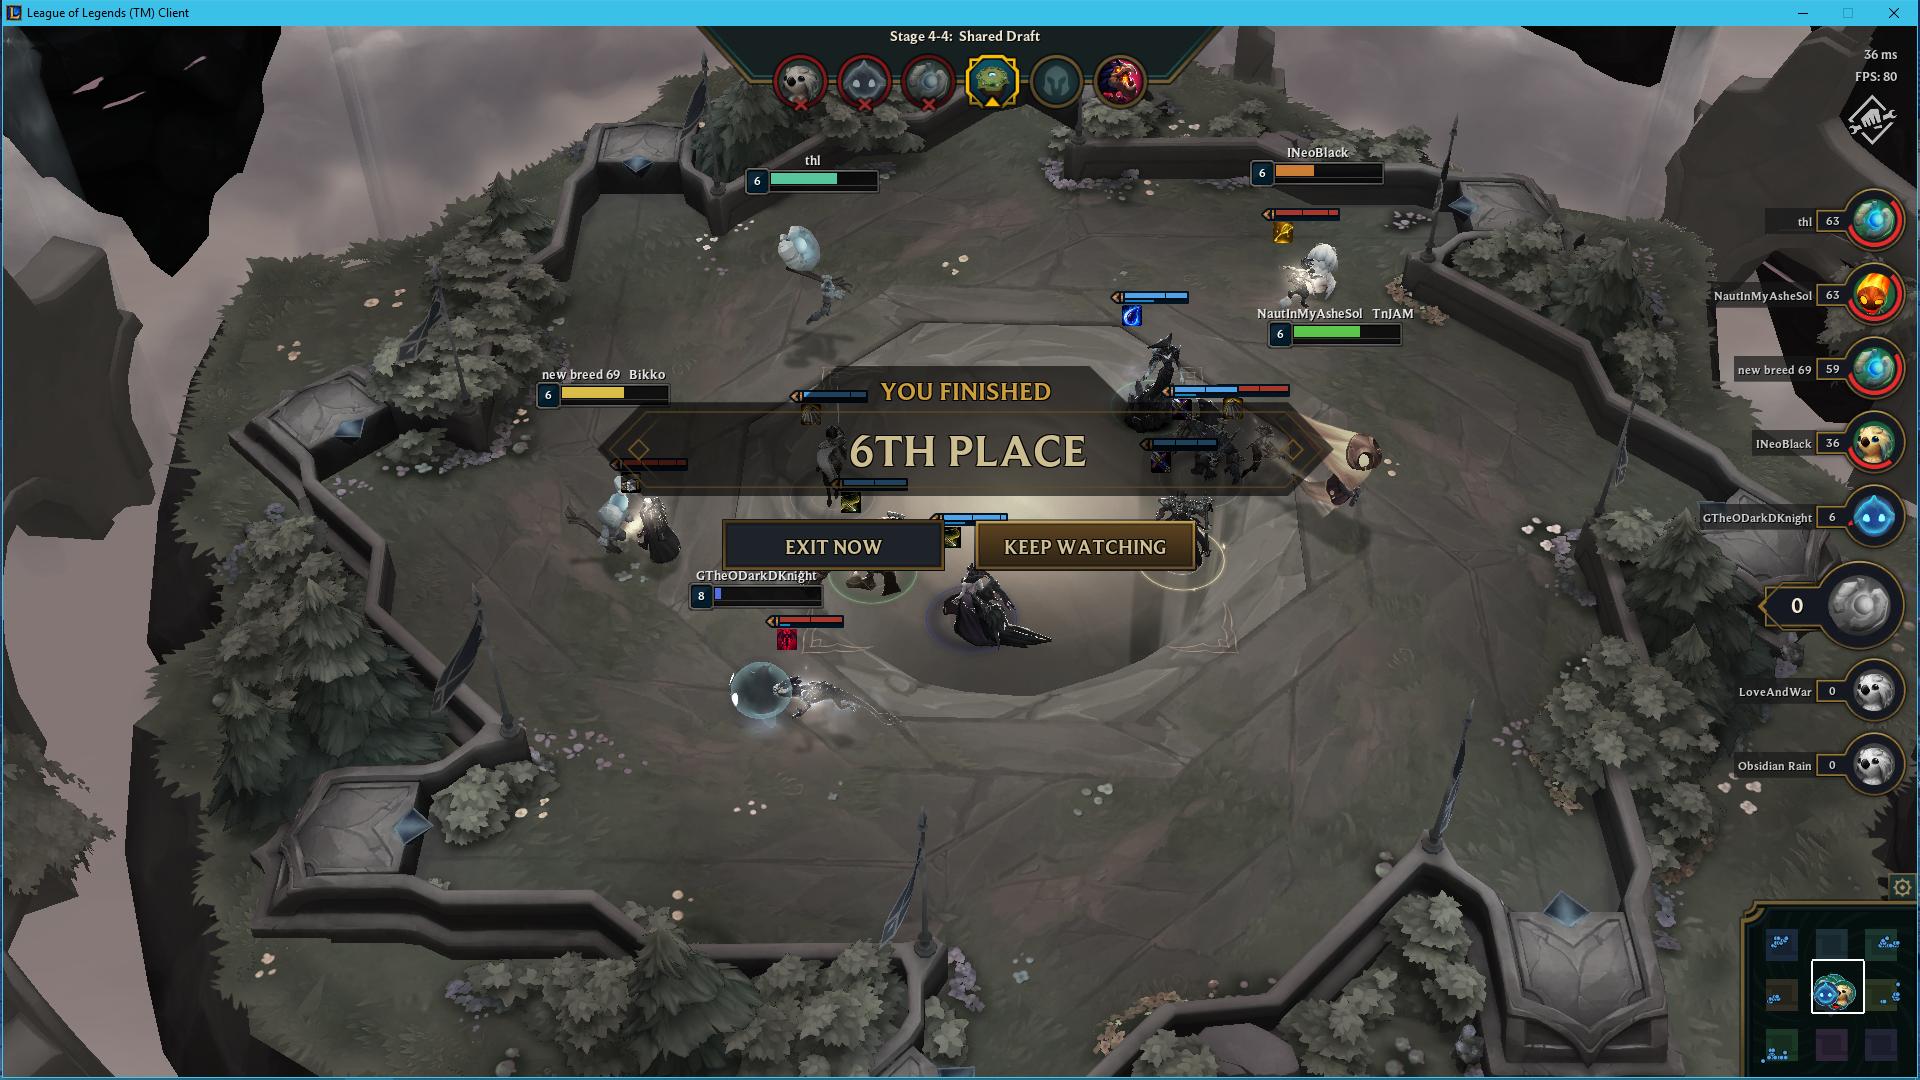 League of Legends (TM) Client
Stage 4-4: Shared Draft
36 ms
FPS: 80
thl
6
INeoBlack
6
NautInMyAsheSol TnJAM
6
new breed 69 Bikko
6
YOU FINISHED
6TH PLACE
EXIT NOW
KEEP WATCHING
GTheODarkDKnight
8
thl 63
NautInMyAsheSol 63
new breed 69 59
INeoBlack 36
GTheODarkDKnight 6
0
LoveAndWar 0
Obsidian Rain 0